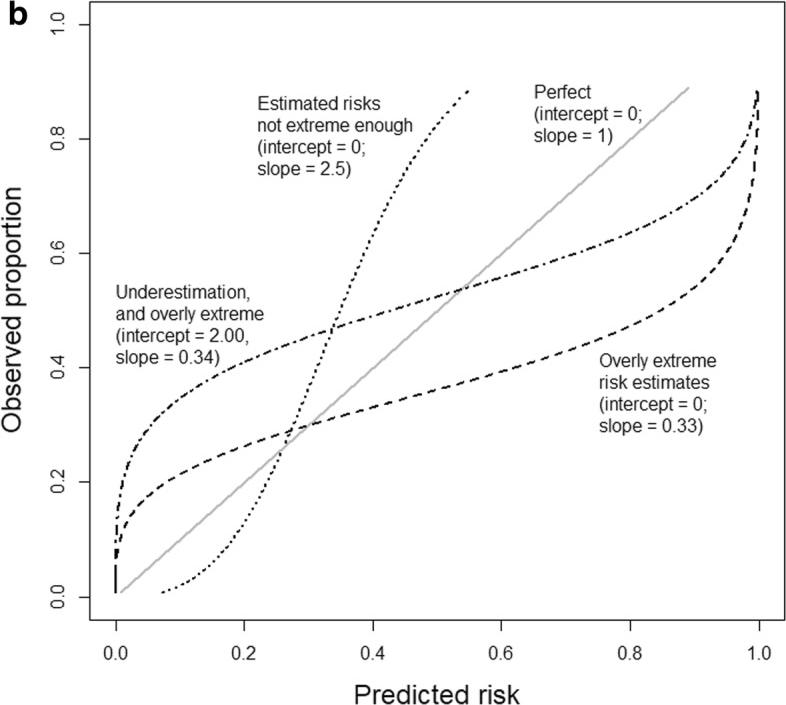 b
Estimated risks
not extreme enough
(intercept = 0;
slope = 2.5)
Perfect
(intercept = 0;
slope = 1)
Underestimation,
and overly extreme
(intercept = 2.00,
slope = 0.34)
Overly extreme
risk estimates
(intercept = 0;
slope = 0.33)
Observed proportion
1.0
0.8
0.6
0.4
0.2
0.0
0.0 0.2 0.4 0.6 0.8 1.0
Predicted risk